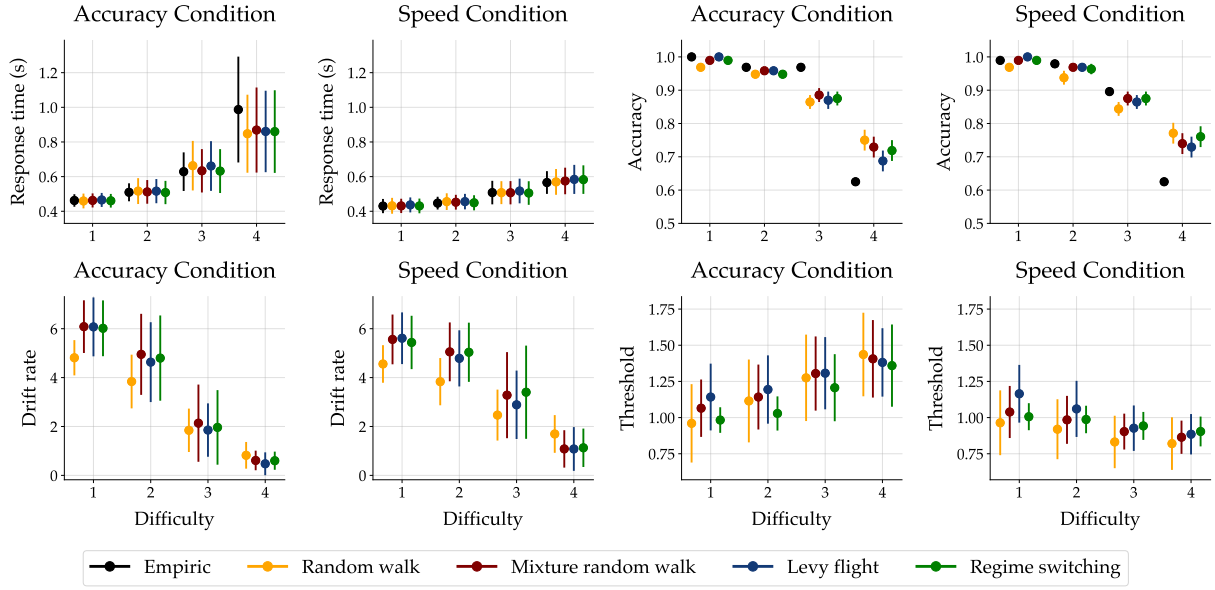 Accuracy Condition
Response time (s)
1.2
1.0
0.8
0.6
0.4
1 2 3 4
Speed Condition
Response time (s)
1.2
1.0
0.8
0.6
0.4
1 2 3 4
Accuracy Condition
Accuracy
1.0
0.9
0.8
0.7
0.6
0.5
1 2 3 4
Speed Condition
Accuracy
1.0
0.9
0.8
0.7
0.6
0.5
1 2 3 4
Accuracy Condition
Drift rate
6
4
2
0
1 2 3 4
Difficulty
Speed Condition
Drift rate
6
4
2
0
1 2 3 4
Difficulty
Accuracy Condition
Threshold
1.75
1.50
1.25
1.00
0.75
1 2 3 4
Difficulty
Speed Condition
Threshold
1.75
1.50
1.25
1.00
0.75
1 2 3 4
Difficulty
Empiric Random walk Mixture random walk Levy flight Regime switching